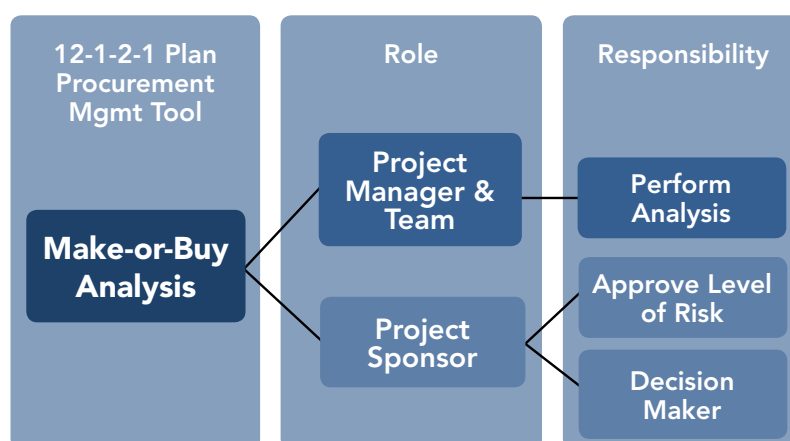 12-1-2-1 Plan
Procurement
Mgmt Tool
Role
Responsibility
Make-or-Buy
Analysis
Project
Manager &
Team
Perform
Analysis
Project
Sponsor
Approve Level
of Risk
Decision
Maker